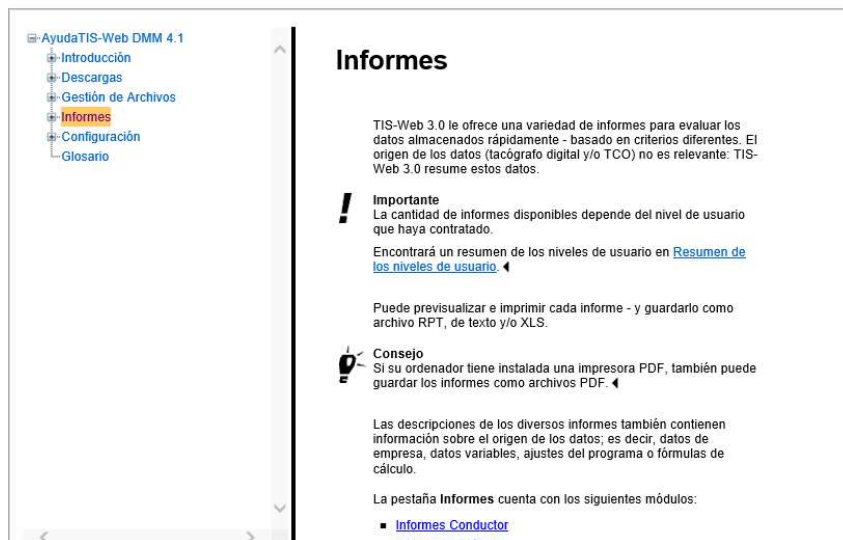 AyudaTIS-Web DMM 4.1
Introducción
Descargas
Gestión de Archivos
Informes
Configuración
Glosario
Informes
TIS-Web 3.0 le ofrece una variedad de informes para evaluar los
datos almacenados rápidamente - basado en criterios diferentes. El
origen de los datos (tacógrafo digital y/o TCO) no es relevante: TIS-
Web 3.0 resume estos datos.
Importante
La cantidad de informes disponibles depende del nivel de usuario
que haya contratado.
Encontrará un resumen de los niveles de usuario en Resumen de
los niveles de usuario.
Puede previsualizar e imprimir cada informe - y guardarlo como
archivo RPT, de texto y/o XLS.
Consejo
Si su ordenador tiene instalada una impresora PDF, también puede
guardar los informes como archivos PDF.
Las descripciones de los diversos informes también contienen
información sobre el origen de los datos; es decir, datos de
empresa, datos variables, ajustes del programa o fórmulas de
cálculo.
La pestaña Informes cuenta con los siguientes módulos:
Informes Conductor